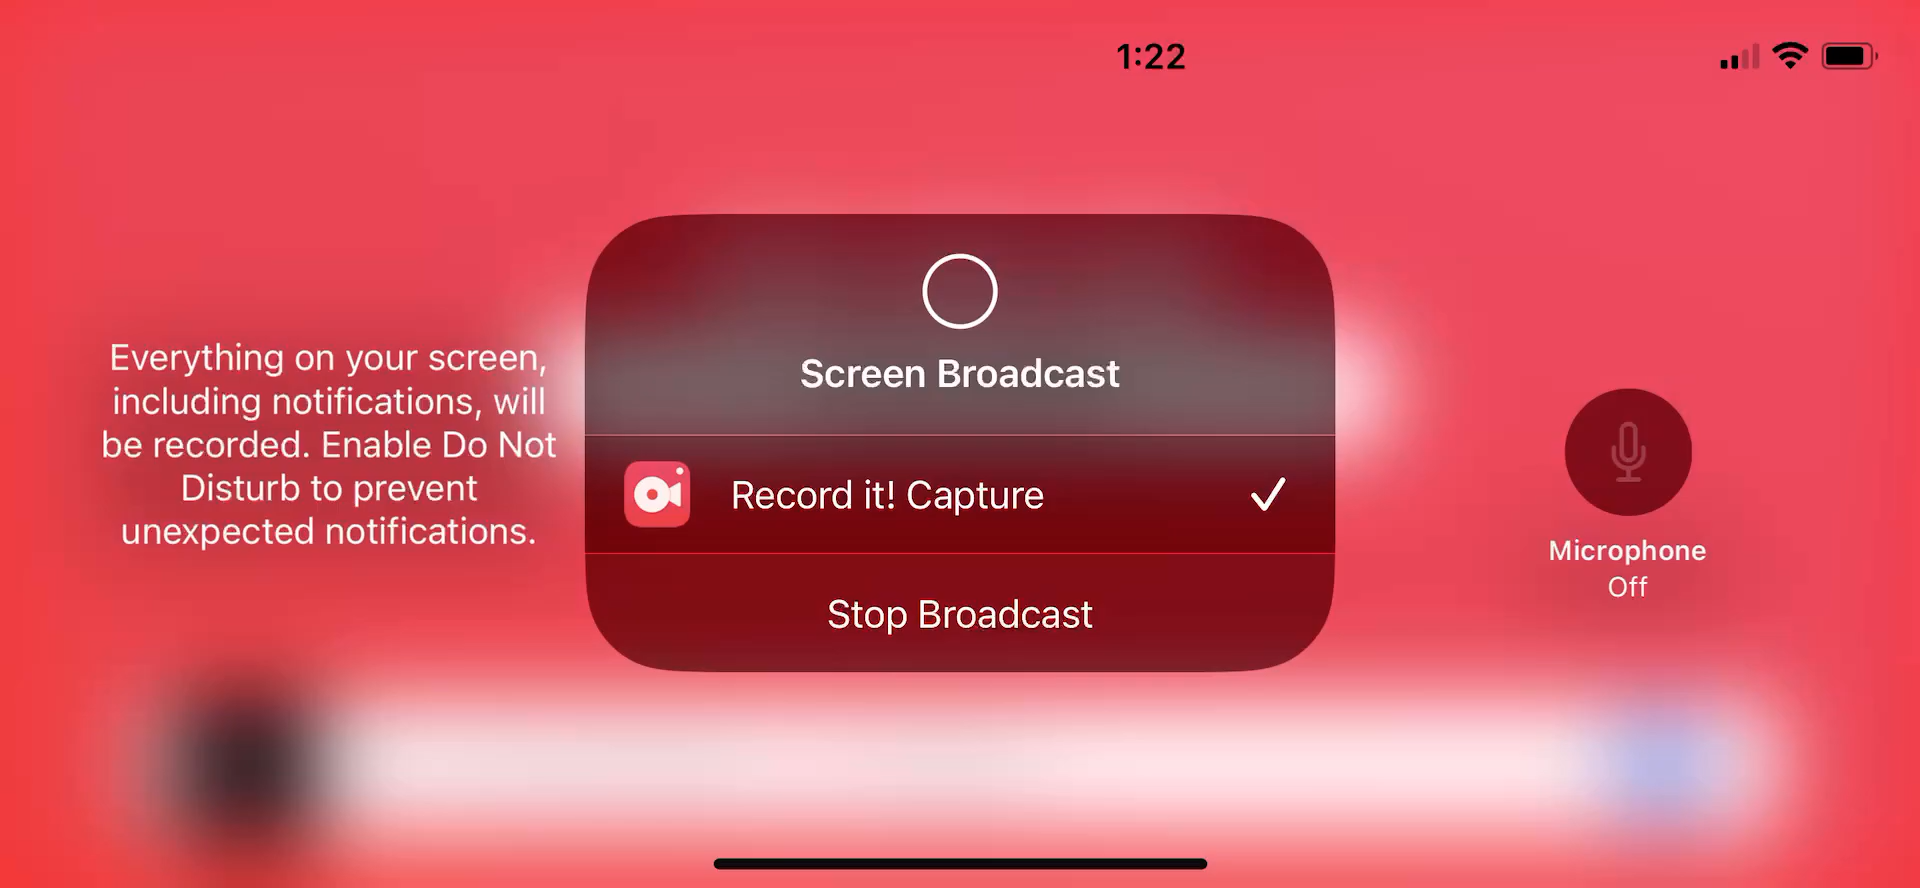 1:22
Everything on your screen,
including notifications, will
be recorded. Enable Do Not
Disturb to prevent
unexpected notifications.
Screen Broadcast
Record it! Capture
Stop Broadcast
Microphone
Off